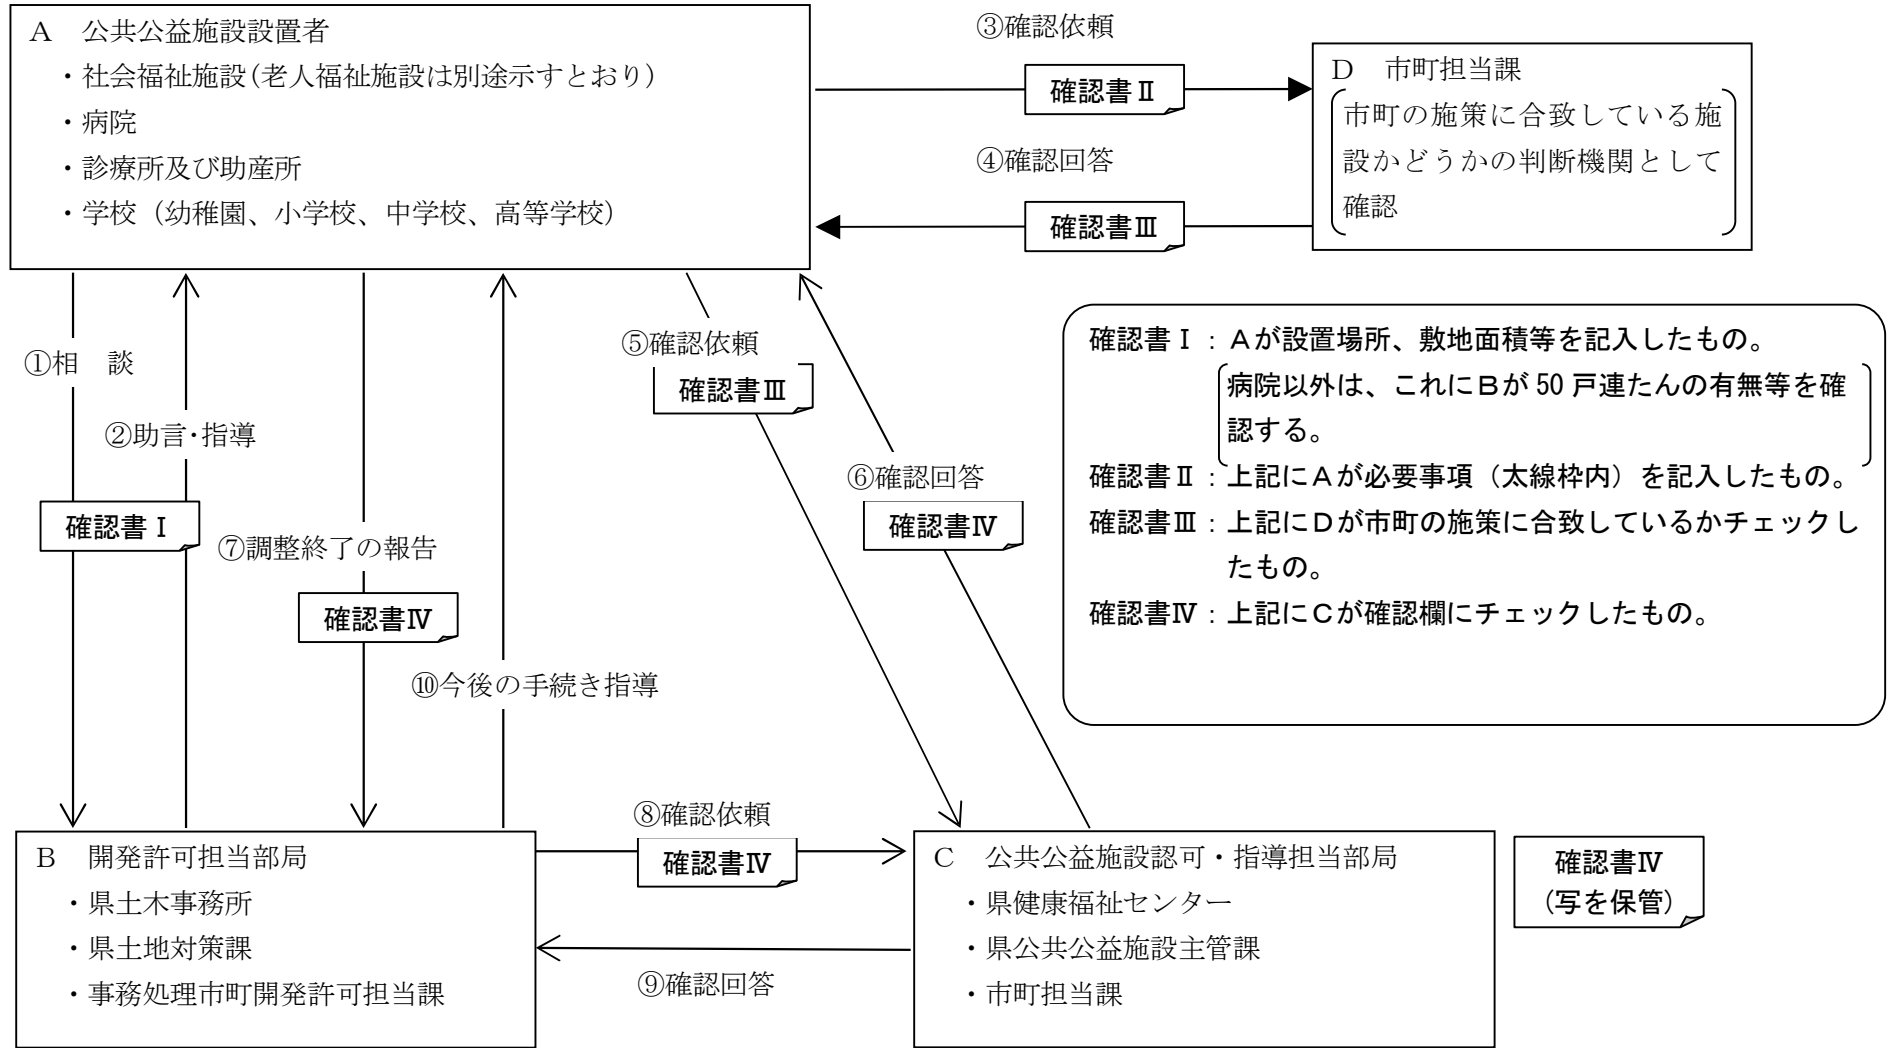 A 公共公益施設設置者
・社会福祉施設(老人福祉施設は別途示すとおり)
・病院
・診療所及び助産所
・学校(幼稚園、小学校、中学校、高等学校)
③確認依頼
確認書Ⅱ
④確認回答
確認書Ⅲ
D 市町担当課
市町の施策に合致している施
設かどうかの判断機関として
確認
①相 談
確認書Ⅰ
②助言・指導
⑦調整終了の報告
確認書Ⅳ
⑩今後の手続き指導
⑤確認依頼
確認書Ⅲ
⑥確認回答
確認書Ⅳ
確認書Ⅰ:Aが設置場所、敷地面積等を記入したもの。
病院以外は、これにBが50戸連たんの有無等を確
認する。
確認書Ⅱ:上記にAが必要事項(太線枠内)を記入したもの。
確認書Ⅲ:上記にDが市町の施策に合致しているかチェックし
たもの。
確認書Ⅳ:上記にCが確認欄にチェックしたもの。
B 開発許可担当部局
・県土木事務所
・県土地対策課
・事務処理市町開発許可担当課
⑧確認依頼
確認書Ⅳ
⑨確認回答
C 公共公益施設認可・指導担当部局
・県健康福祉センター
・県公共公益施設主管課
・市町担当課
確認書Ⅳ
(写を保管)